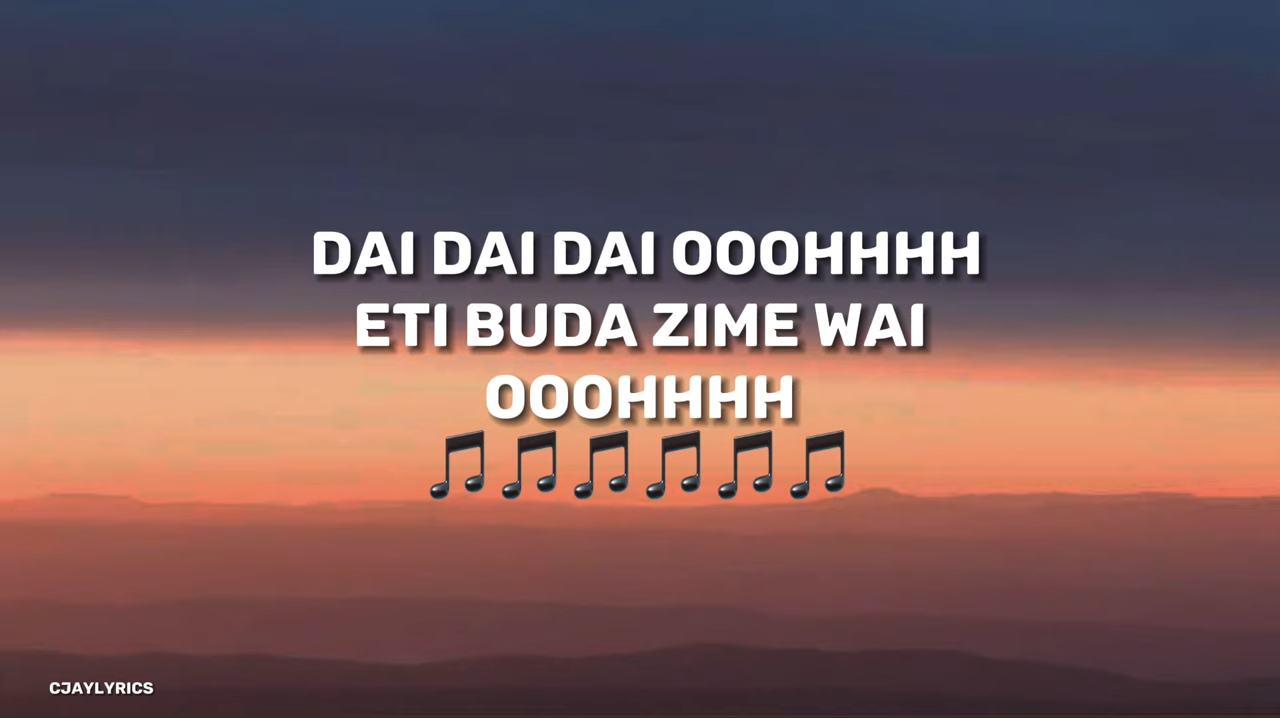 DAI DAI DAI OOOHHHH
ETI BUDA ZIME WAI
OOOHHHH
🎵🎵🎵🎵🎵🎵
CJAYLYRICS